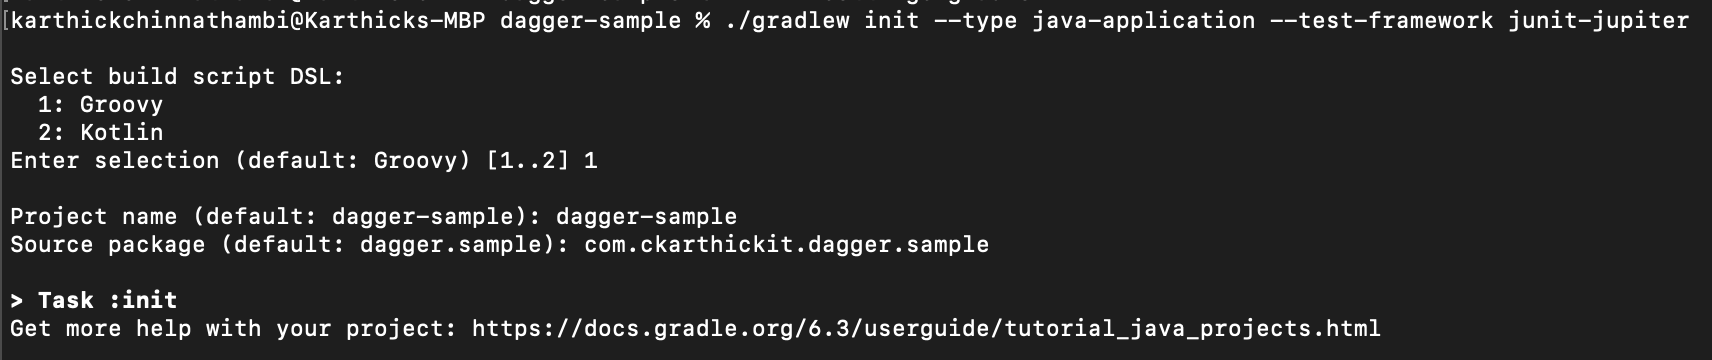 [karthickchinnathambi@Karthicks-MBP dagger-sample % ./gradlew init --type java-application --test-framework junit-jupiter
Select build script DSL:
1: Groovy
2: Kotlin
Enter selection (default: Groovy) [1..2] 1
Project name (default: dagger-sample): dagger-sample
Source package (default: dagger.sample): com.ckarthickit.dagger.sample
> Task :init
Get more help with your project: https://docs.gradle.org/6.3/userguide/tutorial_java_projects.html